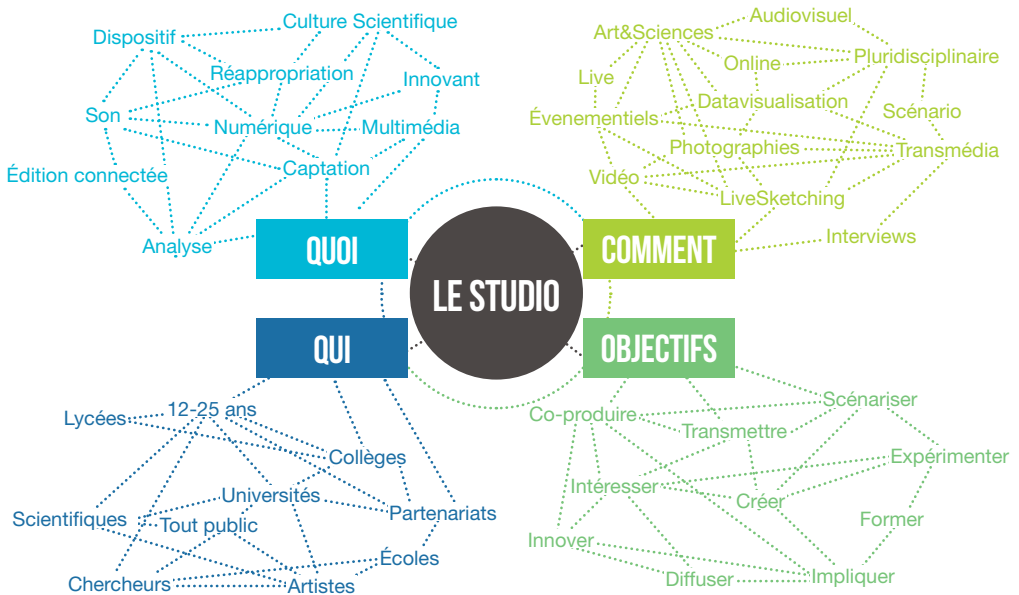 Culture Scientifique
Dispositif
Réappropriation
Innovant
Son
Numérique
Multimédia
Édition connectée
Captation
Analyse
QUOI
Audiovisuel
Art&Sciences
Online
Pluridisciplinaire
Live
Datavisualisation
Scénario
Évenementiels
Photographies
Transmédia
Vidéo
LiveSketching
Interviews
COMMENT
LE STUDIO
QUI
12-25 ans
Lycées
Collèges
Universités
Scientifiques
Tout public
Partenariats
Écoles
Chercheurs
Artistes
OBJECTIFS
Scénariser
Co-produire
Transmettre
Expérimenter
Intéresser
Créer
Former
Innover
Diffuser
Impliquer